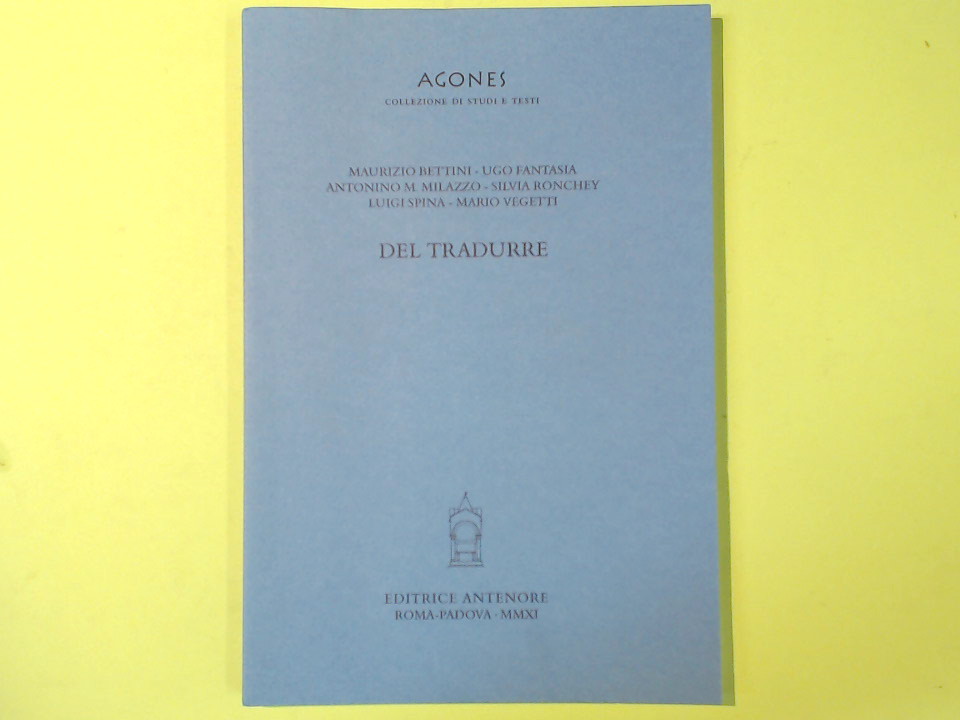 AGONES
COLLEZIONE DI STUDI E TESTI
MAURIZIO BETTINI - UGO FANTASIA
ANTONINO M. MILAZZO - SILVIA RONCHEY
LUIGI SPINA - MARIO VEGETTI
DEL TRADURRE
EDITRICE ANTENORE
ROMA-PADOVA · MMXI